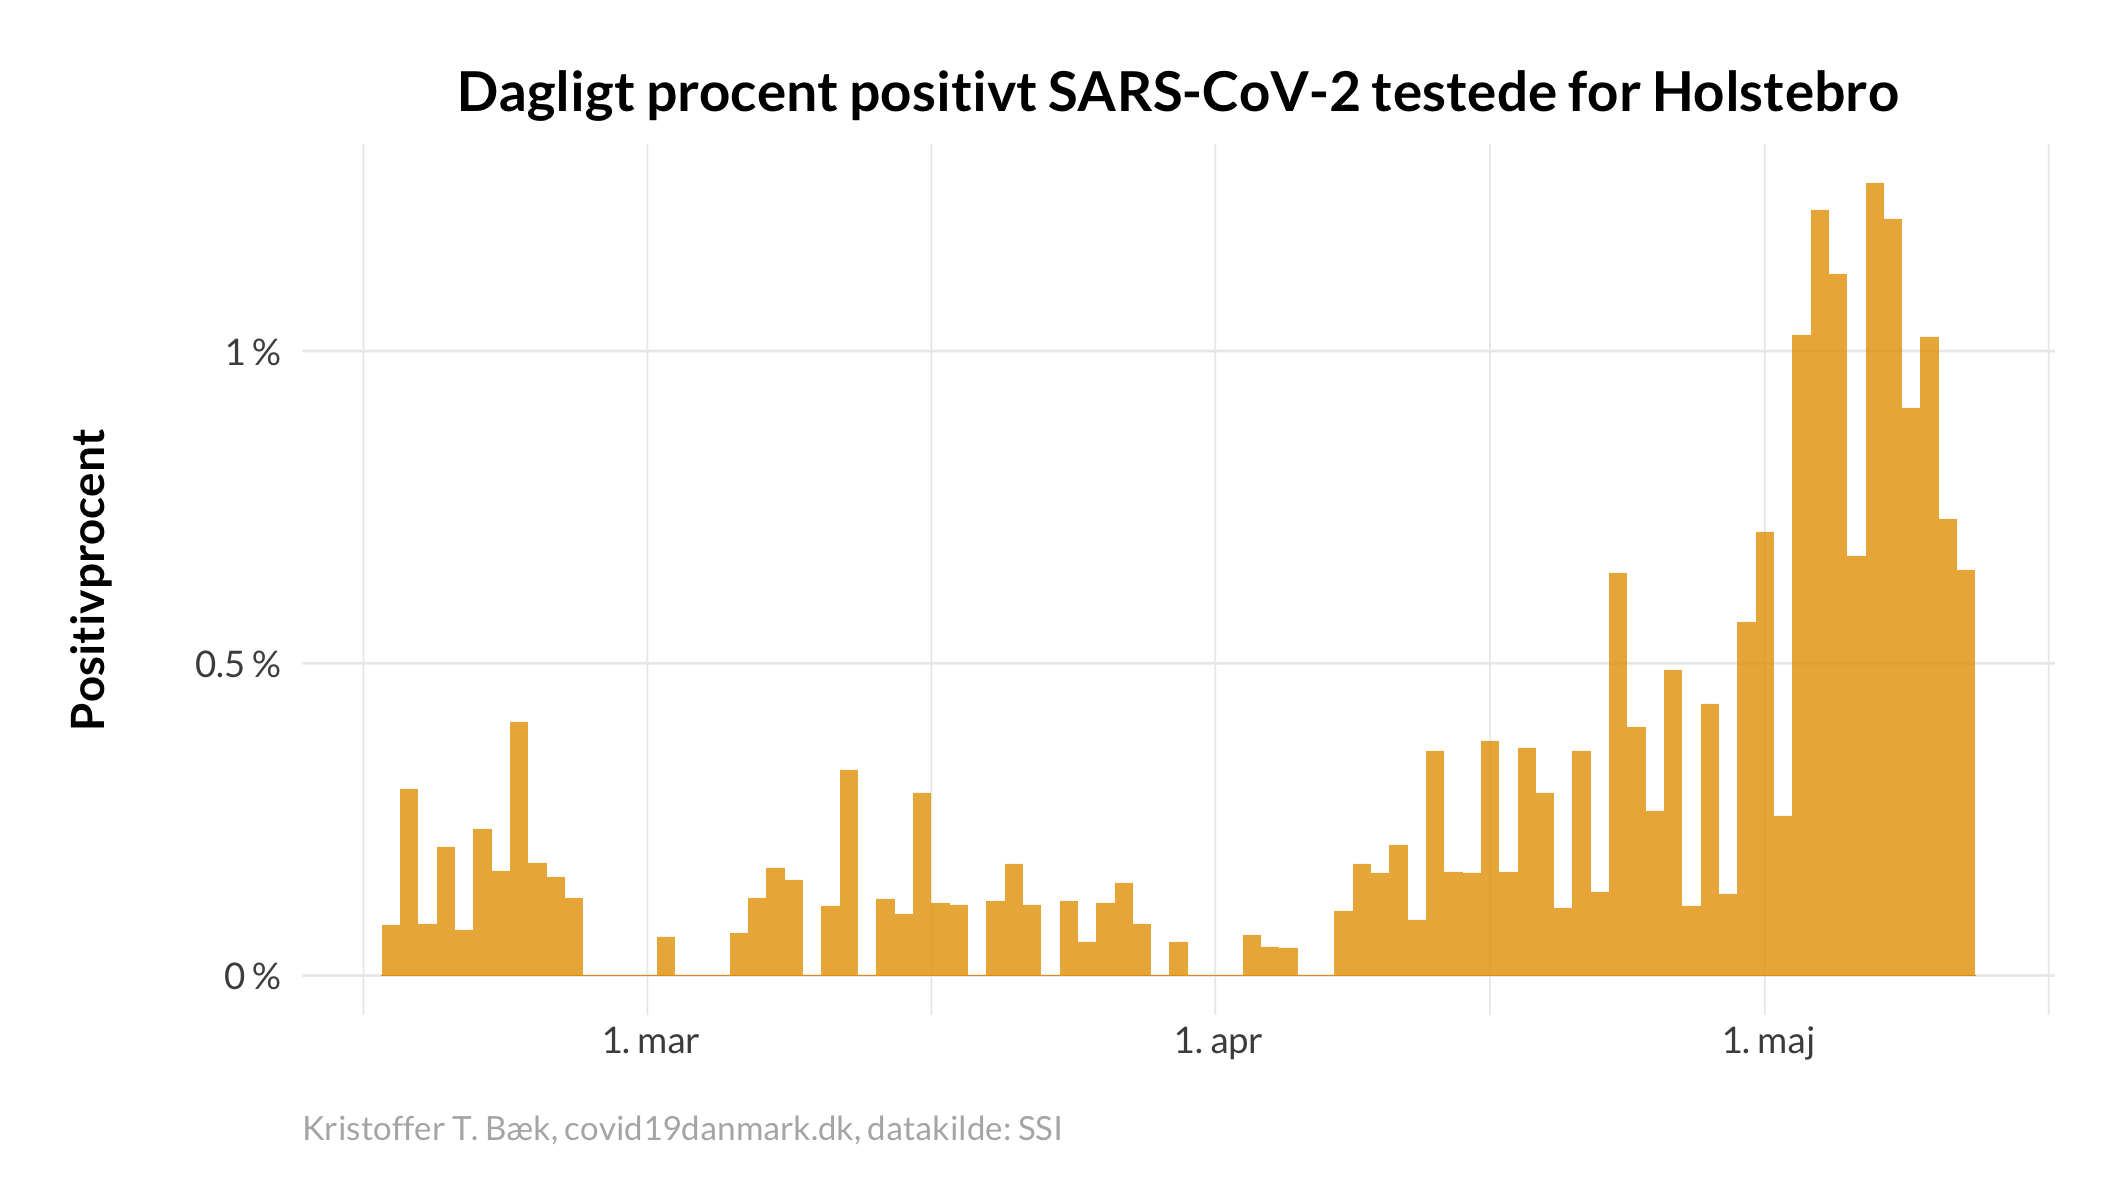 Dagligt procent positivt SARS-CoV-2 testede for Holstebro
Positivprocent
1 %
0.5 %
0 %
1. mar
1. apr
1. maj
Kristoffer T. Bæk, covid19danmark.dk, datakilde: SSI